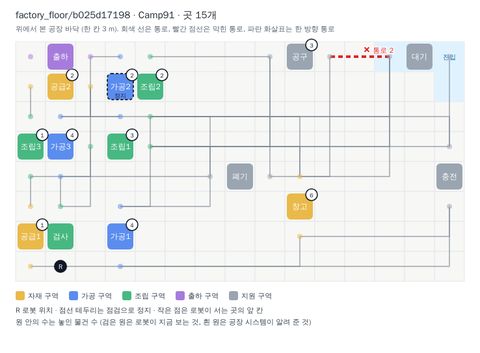 factory_floor/b025d17198 · Camp91 · 곳 15개
위에서 본 공장 바닥 (한 칸 3 m). 회색 선은 통로, 빨간 점선은 막힌 통로, 파란 화살표는 한 방향 통로
출하 공구 3 ✕ 통로 2 대기 진입
공급2 2 가공2 2 조립2 2
조립3 1 가공3 4 조립1 3
폐기 충전
창고 6
공급1 1 검사 가공1 4
R
자재 구역 가공 구역 조립 구역 출하 구역 지원 구역
R 로봇 위치 · 점선 테두리는 점검으로 정지 · 작은 점은 로봇이 서는 곳의 앞 칸
원 안의 수는 놓인 물건 수 (검은 원은 로봇이 지금 보는 것, 흰 원은 공장 시스템이 알려 준 것)